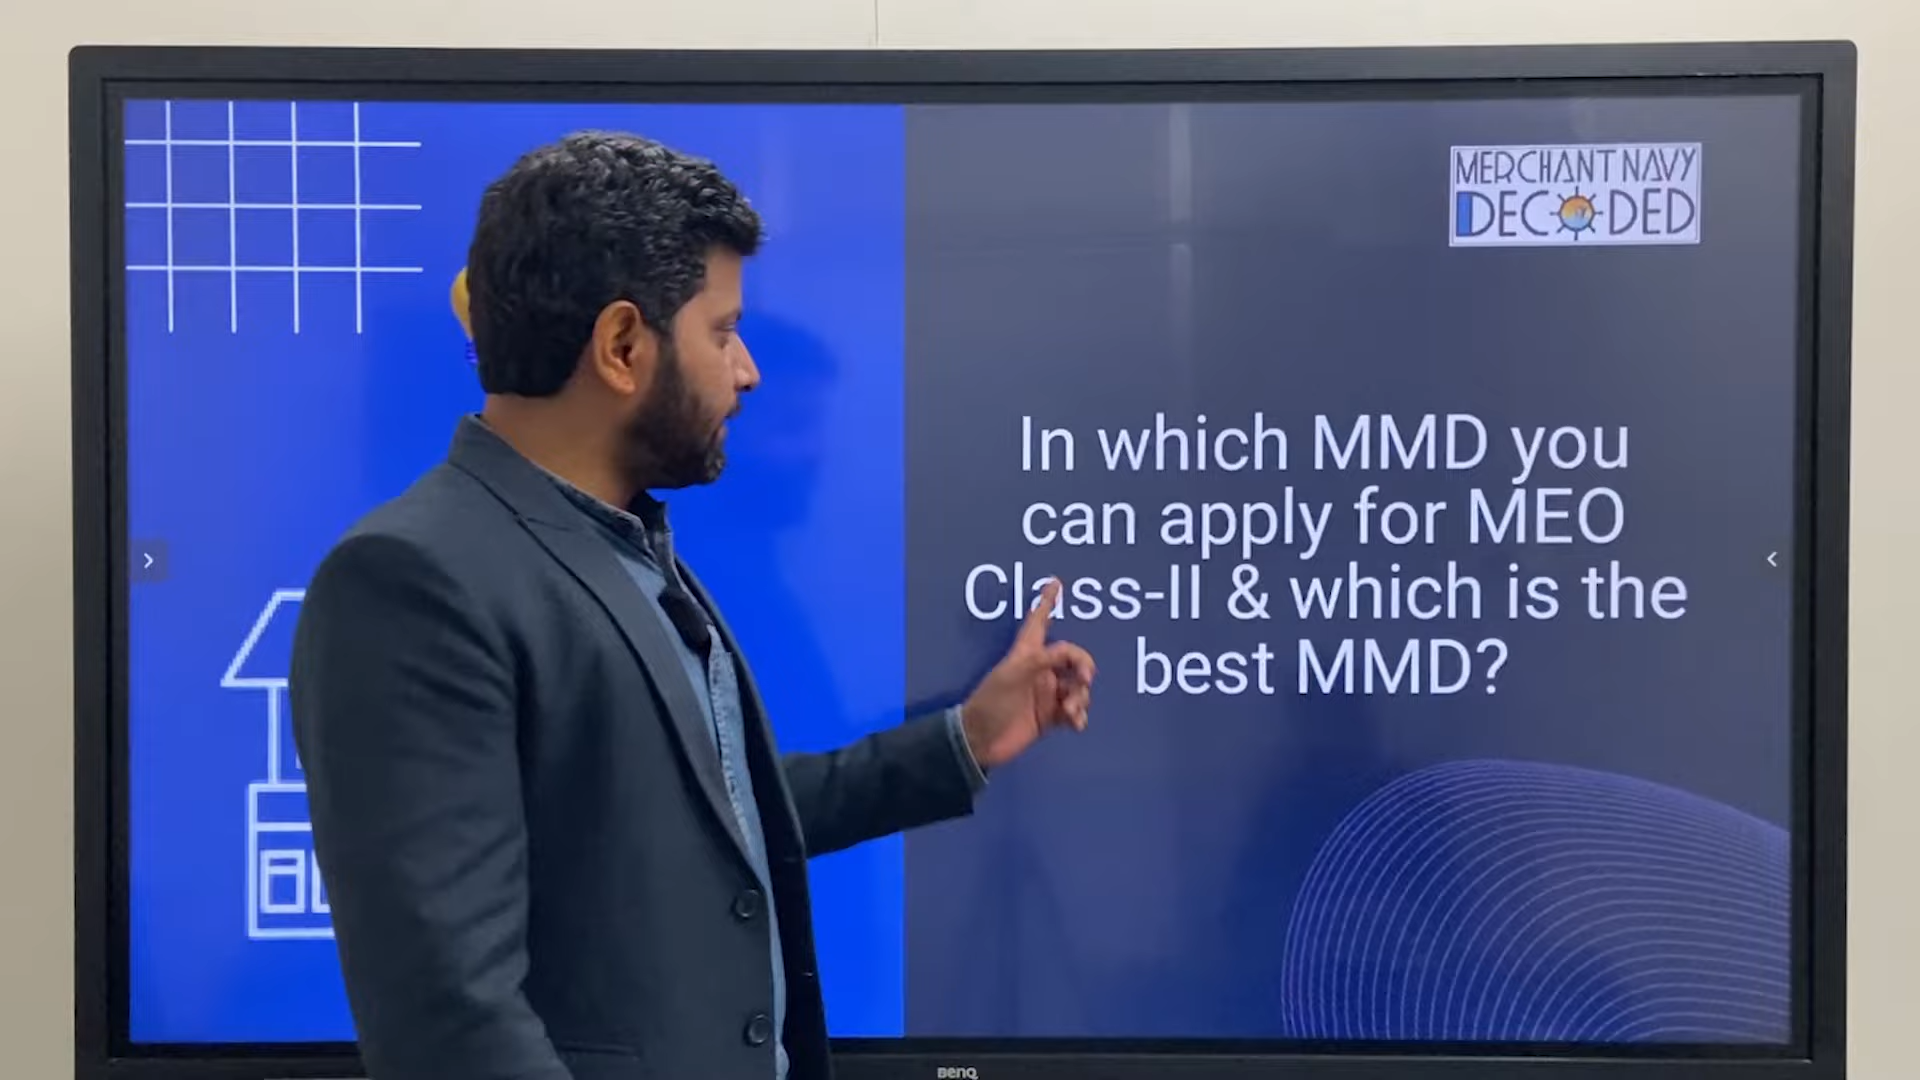 MERCHANT NAVY
DECODED
In which MMD you
can apply for MEO
Class-II & which is the
best MMD?
BenQ